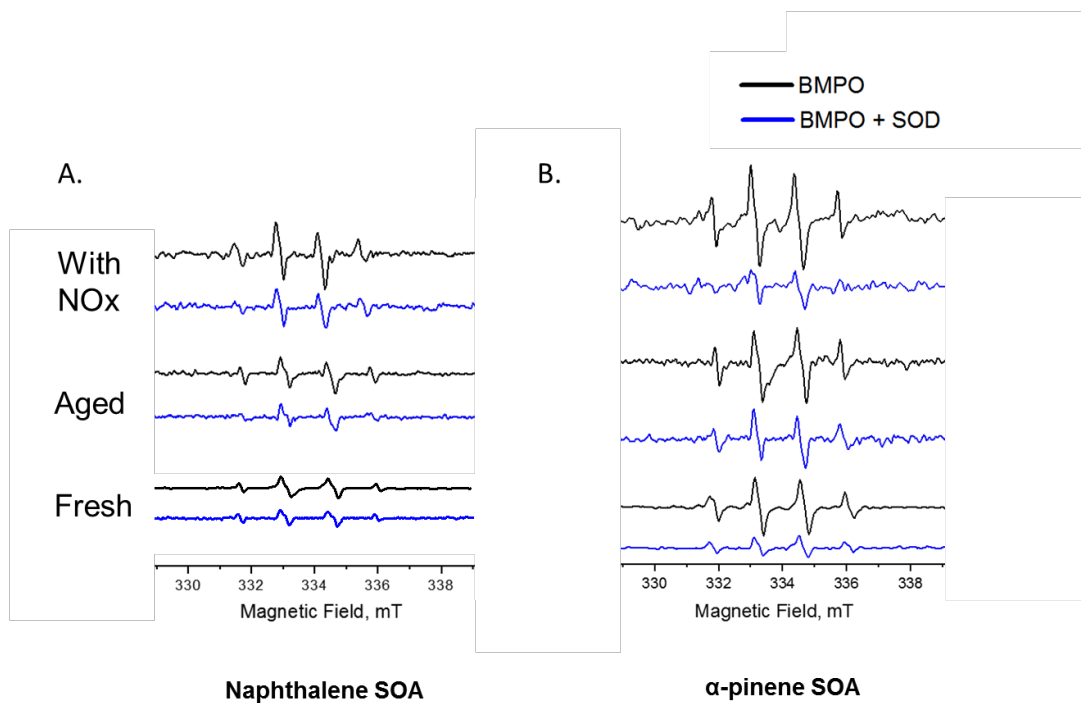 BMPO
BMPO + SOD
A.
B.
With
NOx
Aged
Fresh
330 332 334 336 338
Magnetic Field, mT
330 332 334 336 338
Magnetic Field, mT
Naphthalene SOA
α-pinene SOA